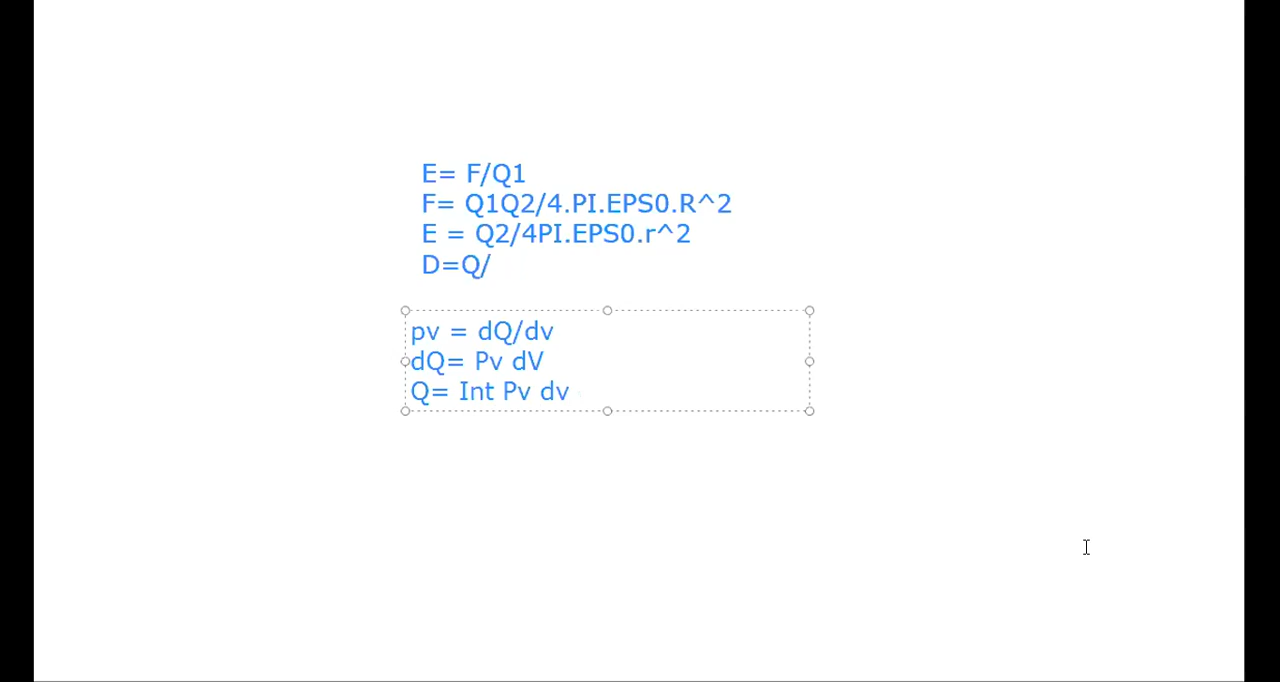 E= F/Q1
F= Q1Q2/4.PI.EPS0.R^2
E = Q2/4PI.EPS0.r^2
D=Q/
pv = dQ/dv
dQ= Pv dV
Q= Int Pv dv